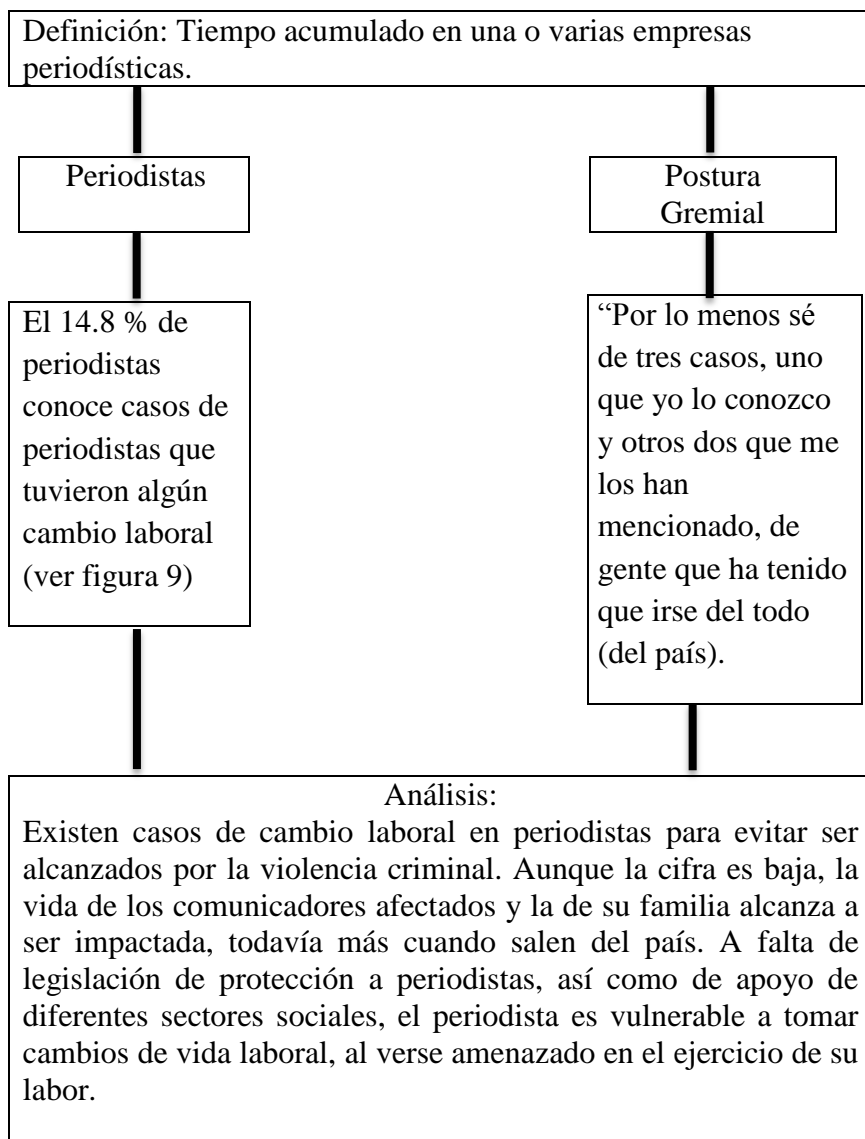 Definición: Tiempo acumulado en una o varias empresas
periodísticas.
Periodistas
Postura
Gremial
El 14.8 % de
periodistas
conoce casos de
periodistas que
tuvieron algún
cambio laboral
(ver figura 9)
“Por lo menos sé
de tres casos, uno
que yo lo conozco
y otros dos que me
los han
mencionado, de
gente que ha tenido
que irse del todo
(del país).
Análisis:
Existen casos de cambio laboral en periodistas para evitar ser
alcanzados por la violencia criminal. Aunque la cifra es baja, la
vida de los comunicadores afectados y la de su familia alcanza a
ser impactada, todavía más cuando salen del país. A falta de
legislación de protección a periodistas, así como de apoyo de
diferentes sectores sociales, el periodista es vulnerable a tomar
cambios de vida laboral, al verse amenazado en el ejercicio de su
labor.